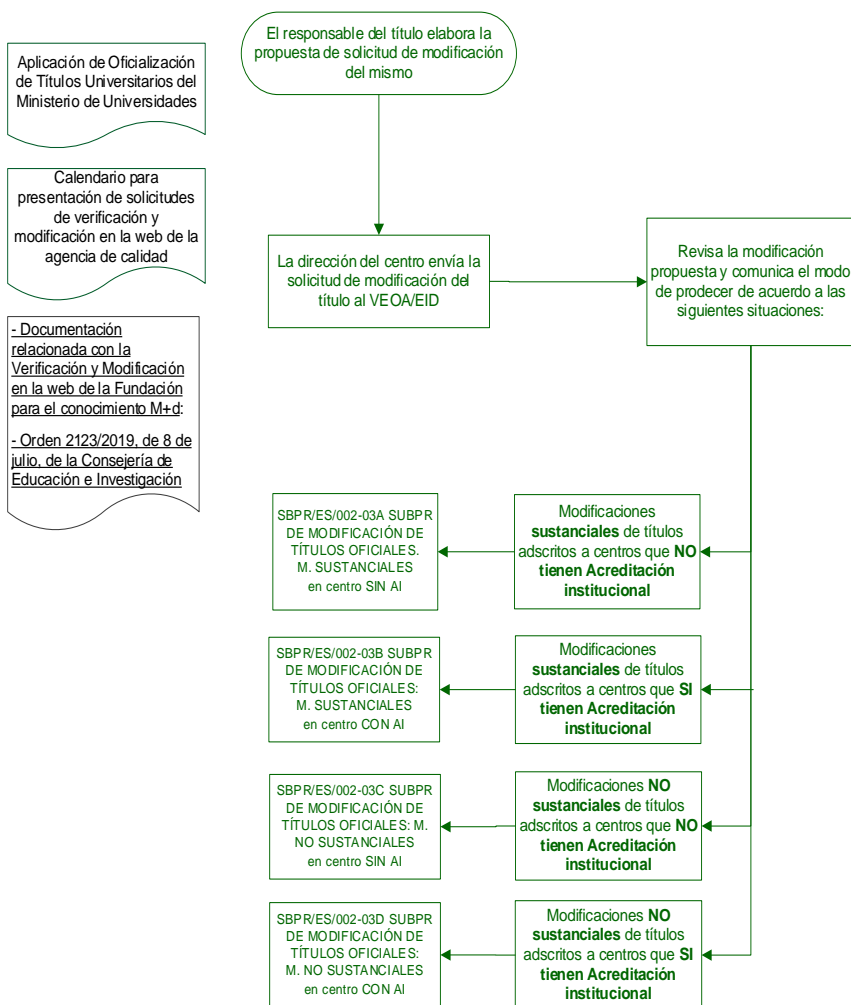 El responsable del título elabora la
propuesta de solicitud de modificación
del mismo
Aplicación de Oficialización
de Títulos Universitarios del
Ministerio de Universidades
Calendario para
presentación de solicitudes
de verificación y
modificación en la web de la
agencia de calidad
La dirección del centro envía la
solicitud de modificación del
título al VEOA/EID
Revisa la modificación
propuesta y comunica el modo
de prodecer de acuerdo a las
siguientes situaciones:
- Documentación
relacionada con la
Verificación y Modificación
en la web de la Fundación
para el conocimiento M+d:
- Orden 2123/2019, de 8 de
julio, de la Consejería de
Educación e Investigación
SBPR/ES/002-03A SUBPR
DE MODIFICACIÓN DE
TÍTULOS OFICIALES.
M. SUSTANCIALES
en centro SIN AI
Modificaciones
sustanciales de títulos
adscritos a centros que NO
tienen Acreditación
institucional
SBPR/ES/002-03B SUBPR
DE MODIFICACIÓN DE
TÍTULOS OFICIALES:
M. SUSTANCIALES
en centro CON AI
Modificaciones
sustanciales de títulos
adscritos a centros que SI
tienen Acreditación
institucional
SBPR/ES/002-03C SUBPR
DE MODIFICACIÓN DE
TÍTULOS OFICIALES: M.
NO SUSTANCIALES
en centro SIN AI
Modificaciones NO
sustanciales de títulos
adscritos a centros que NO
tienen Acreditación
institucional
SBPR/ES/002-03D SUBPR
DE MODIFICACIÓN DE
TÍTULOS OFICIALES:
M. NO SUSTANCIALES
en centro CON AI
Modificaciones NO
sustanciales de títulos
adscritos a centros que SI
tienen Acreditación
institucional